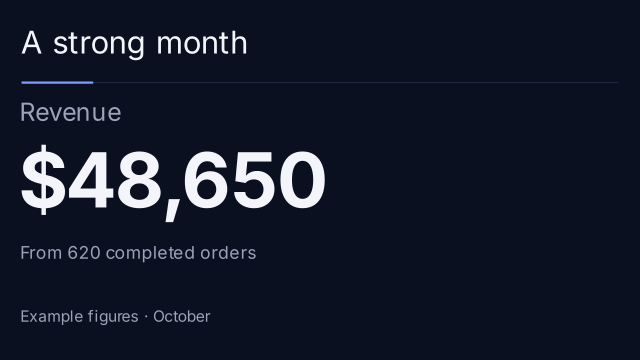 A strong month
Revenue
$48,650
From 620 completed orders
Example figures · October